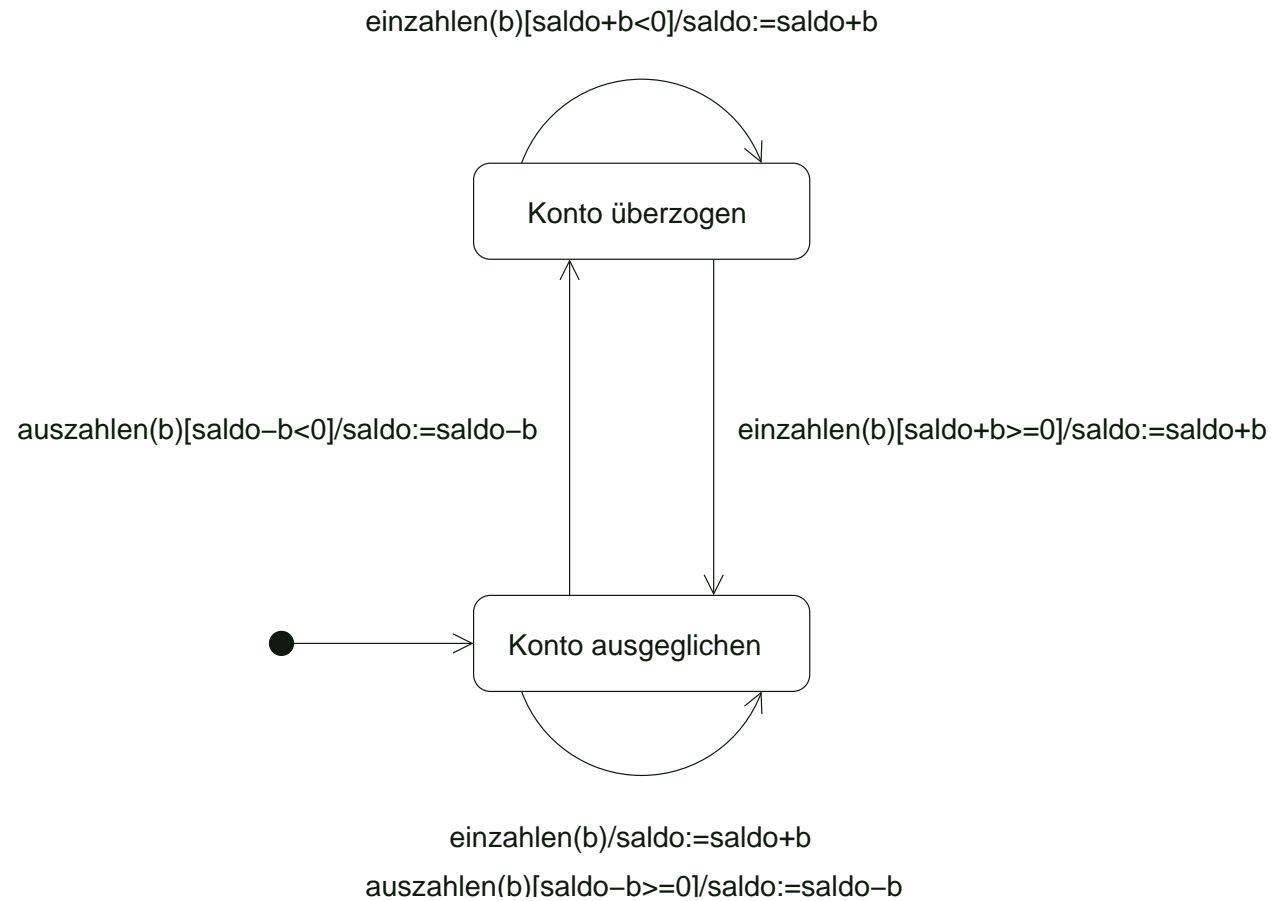 einzahlen(b)[saldo+b<0]/saldo:=saldo+b
Konto überzogen
auszahlen(b)[saldo−b<0]/saldo:=saldo−b
einzahlen(b)[saldo+b>=0]/saldo:=saldo+b
Konto ausgeglichen
einzahlen(b)/saldo:=saldo+b
auszahlen(b)[saldo−b>=0]/saldo:=saldo−b